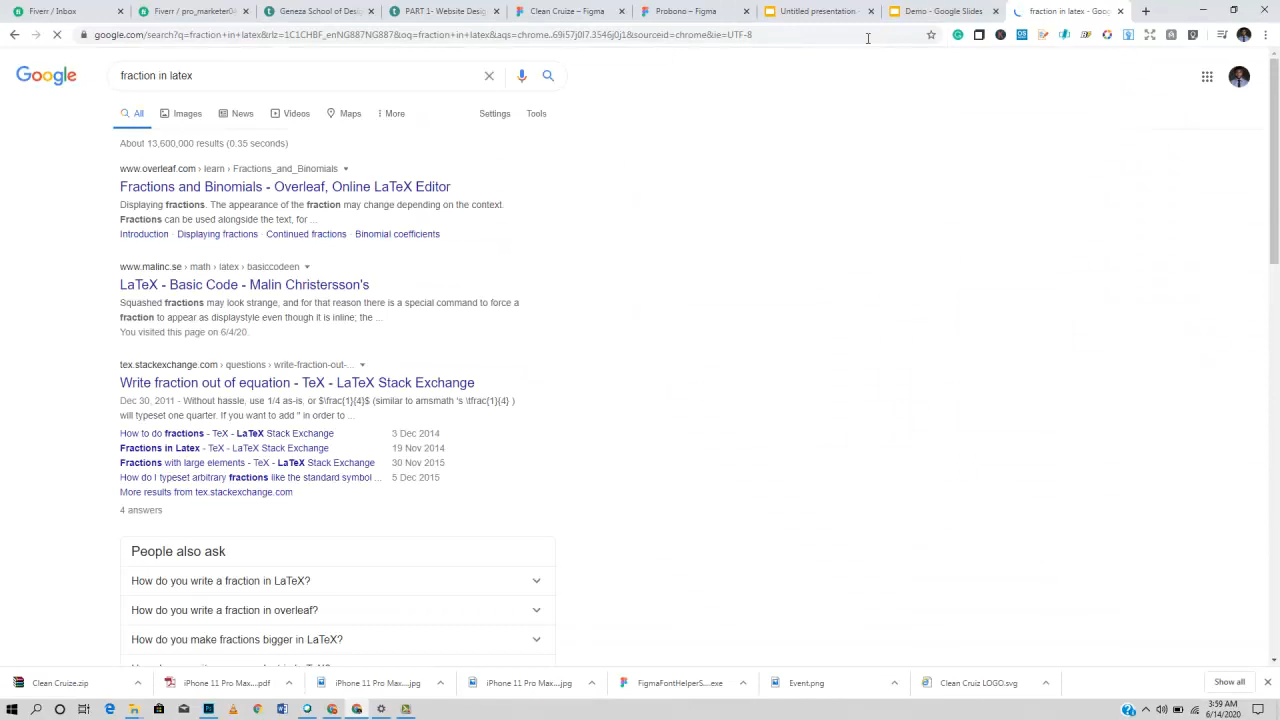 Fiverr / Inbox
Fiverr / pro_marketer
Geneza School of Design
PART 1- Weekly Design
Clean Cruize – Figma
Probono - Figma
Untitled presentation -
Demo - Google Slides
fraction in latex - Goo
google.com/search?q=fraction+in+latex&rlz=1C1CHBF_enNG887NG887&oq=fraction+in+latex&aqs=chrome..69i57j0l7.3546j0j1&sourceid=chrome&ie=UTF-8
Google
fraction in latex
All
Images
News
Videos
Maps
More
Settings
Tools
About 13,600,000 results (0.35 seconds)
www.overleaf.com › learn › Fractions_and_Binomials
Fractions and Binomials - Overleaf, Online LaTeX Editor
Displaying fractions. The appearance of the fraction may change depending on the context.
Fractions can be used alongside the text, for ...
Introduction · Displaying fractions · Continued fractions · Binomial coefficients
www.malinc.se › math › latex › basiccodeen
LaTeX - Basic Code - Malin Christersson's
Squashed fractions may look strange, and for that reason there is a special command to force a
fraction to appear as displaystyle even though it is inline; the ...
You visited this page on 6/4/20.
tex.stackexchange.com › questions › write-fraction-out-...
Write fraction out of equation - TeX - LaTeX Stack Exchange
Dec 30, 2011 - Without hassle, use 1/4 as-is, or $\frac{1}{4}$ (similar to amsmath 's \tfrac{1}{4} )
will typeset one quarter. If you want to add '' in order to ...
How to do fractions - TeX - LaTeX Stack Exchange 3 Dec 2014
Fractions in Latex - TeX - LaTeX Stack Exchange 19 Nov 2014
Fractions with large elements - TeX - LaTeX Stack Exchange 30 Nov 2015
How do I typeset arbitrary fractions like the standard symbol ... 5 Dec 2015
More results from tex.stackexchange.com
4 answers
People also ask
How do you write a fraction in LaTeX?
How do you write a fraction in overleaf?
How do you make fractions bigger in LaTeX?
Clean Cruize.zip
iPhone 11 Pro Max....pdf
iPhone 11 Pro Max....jpg
iPhone 11 Pro Max....jpg
FigmaFontHelperS....exe
Event.png
Clean Cruiz LOGO.svg
Show all
3:59 AM
6/14/2020